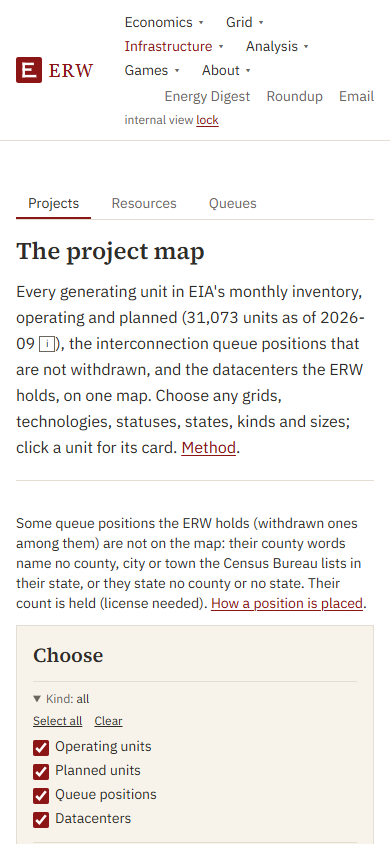 Economics ▾ Grid ▾
Infrastructure ▾ Analysis ▾
E ERW
Games ▾ About ▾
Energy Digest Roundup Email
internal view lock
Projects Resources Queues
The project map
Every generating unit in EIA's monthly inventory,
operating and planned (31,073 units as of 2026-
09 i), the interconnection queue positions that
are not withdrawn, and the datacenters the ERW
holds, on one map. Choose any grids,
technologies, statuses, states, kinds and sizes;
click a unit for its card. Method.
Some queue positions the ERW holds (withdrawn ones
among them) are not on the map: their county words
name no county, city or town the Census Bureau lists in
their state, or they state no county or no state. Their
count is held (license needed). How a position is placed.
Choose
▼ Kind: all
Select all Clear
Operating units
Planned units
Queue positions
Datacenters